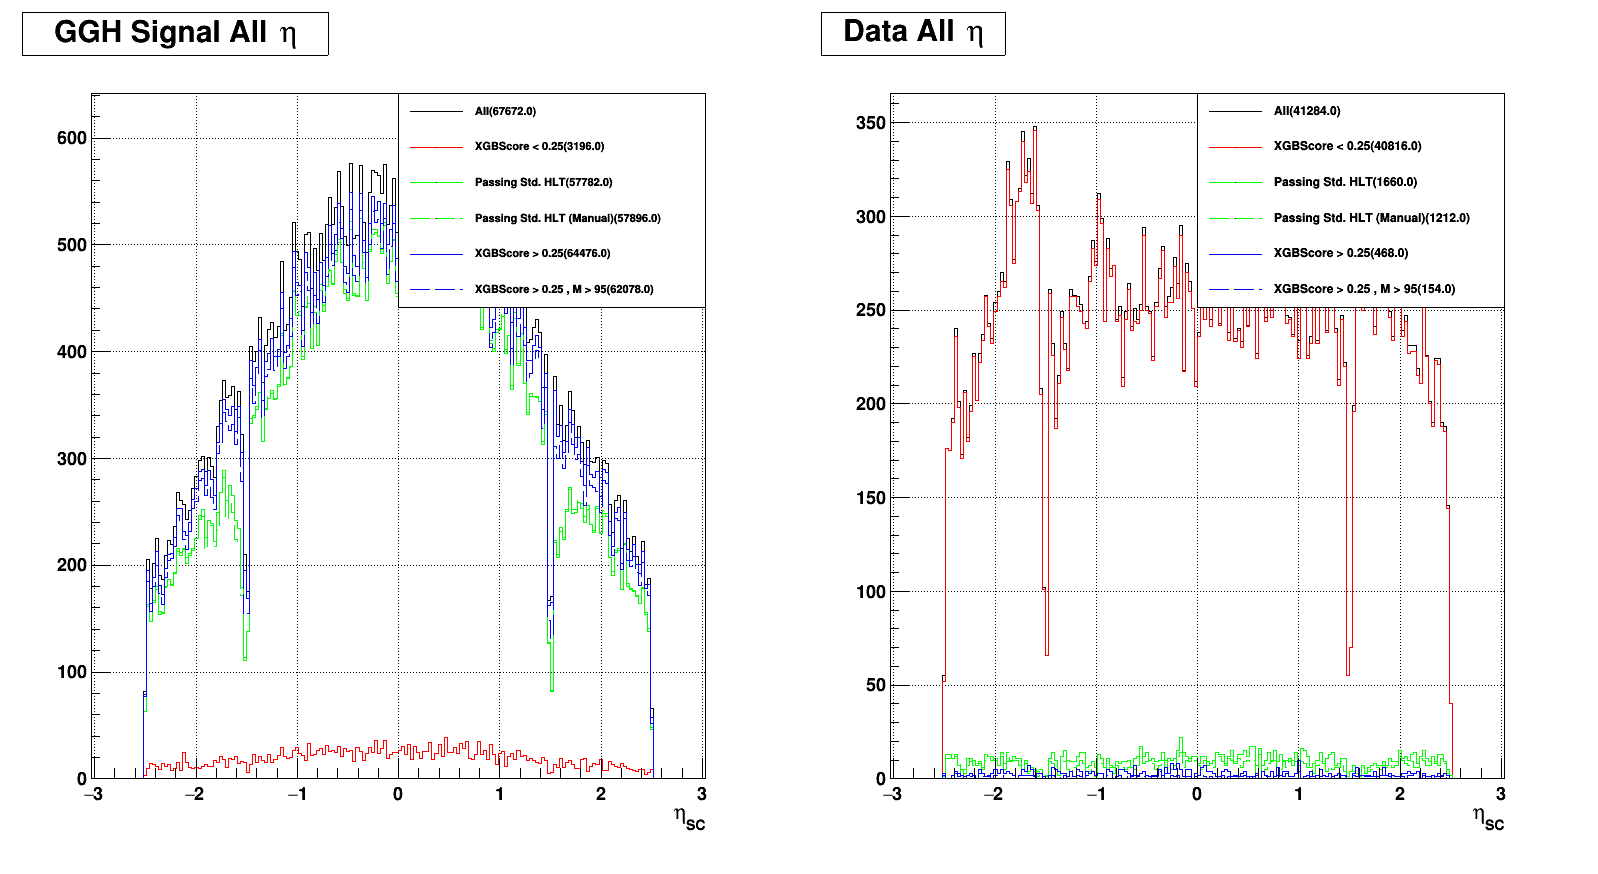 GGH Signal All η
All(67672.0)
XGBScore < 0.25(3196.0)
Passing Std. HLT(57782.0)
Passing Std. HLT (Manual)(57896.0)
XGBScore > 0.25(64476.0)
XGBScore > 0.25 , M > 95(62078.0)
600
500
400
300
200
100
0
−3
−2
−1
0
1
2
3
ηSC
Data All η
All(41284.0)
XGBScore < 0.25(40816.0)
Passing Std. HLT(1660.0)
Passing Std. HLT (Manual)(1212.0)
XGBScore > 0.25(468.0)
XGBScore > 0.25 , M > 95(154.0)
350
300
250
200
150
100
50
0
−3
−2
−1
0
1
2
3
ηSC